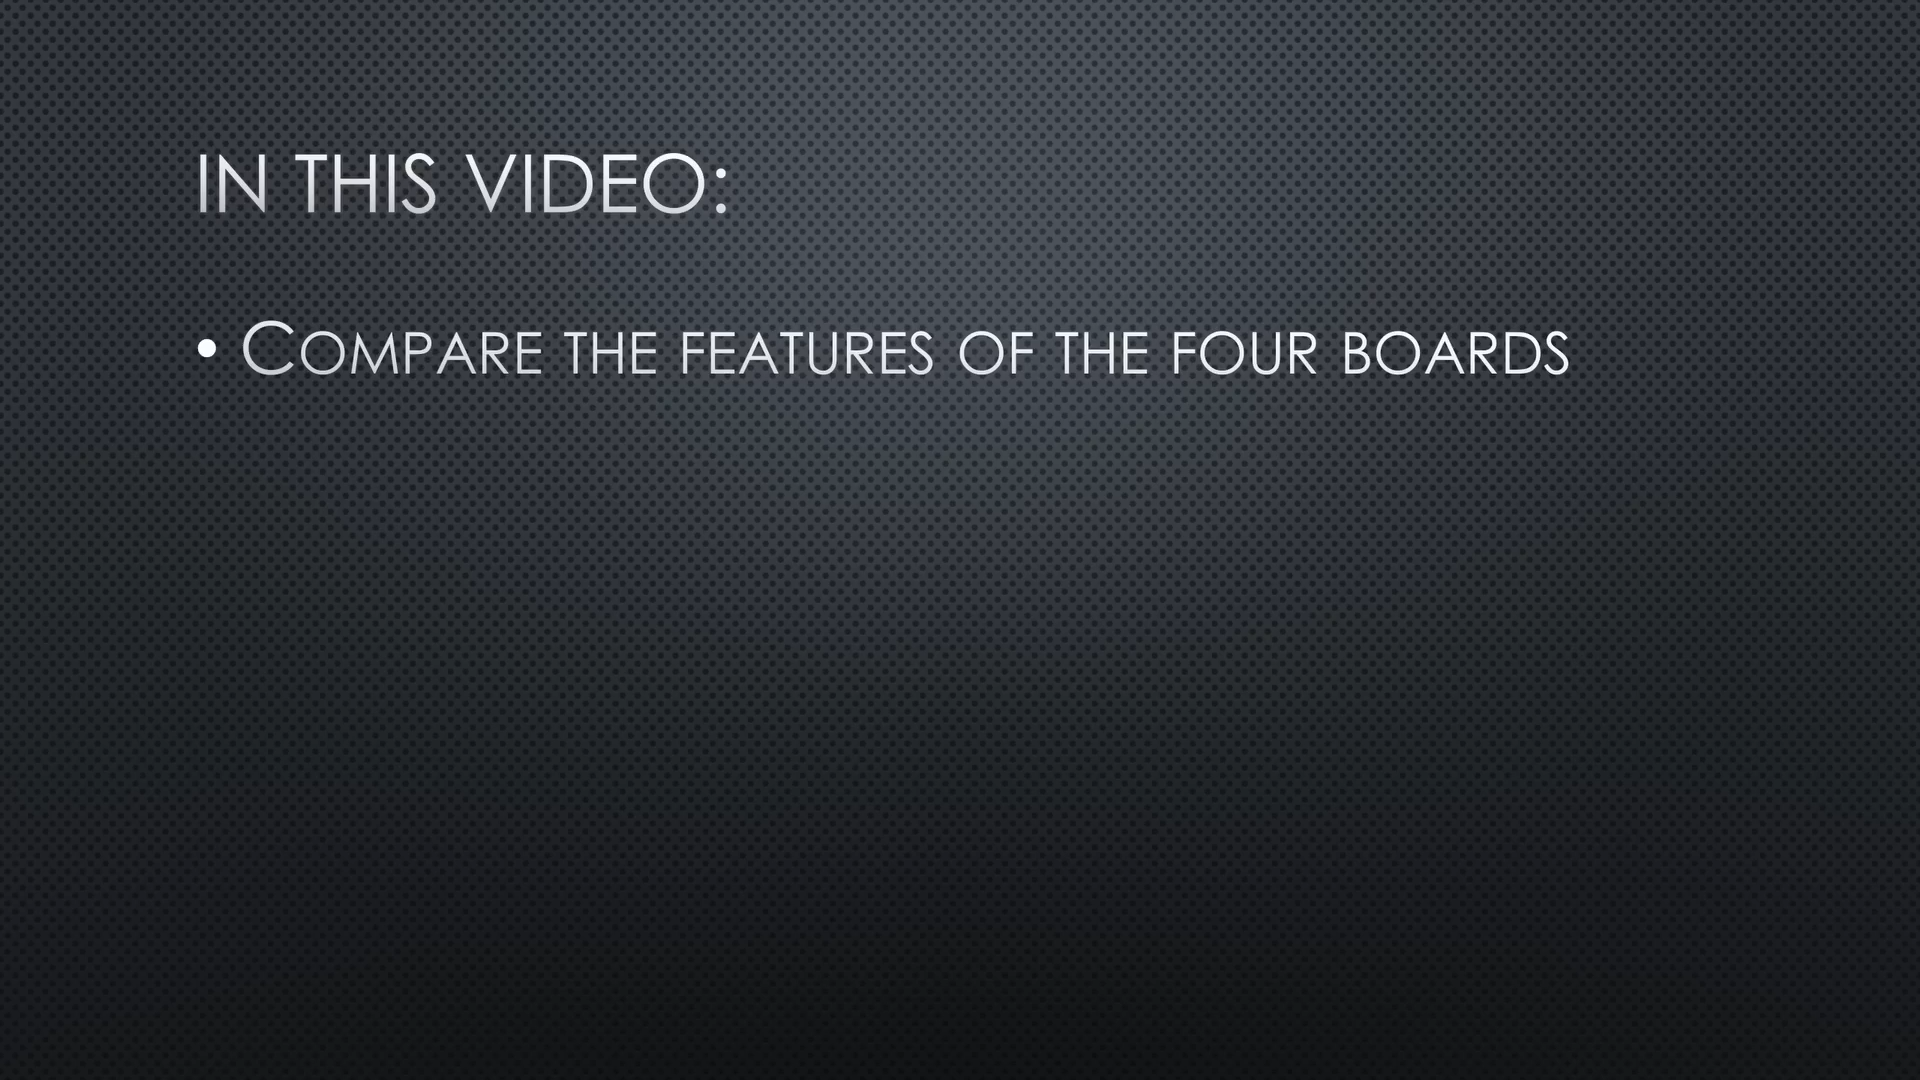 IN THIS VIDEO:
• COMPARE THE FEATURES OF THE FOUR BOARDS